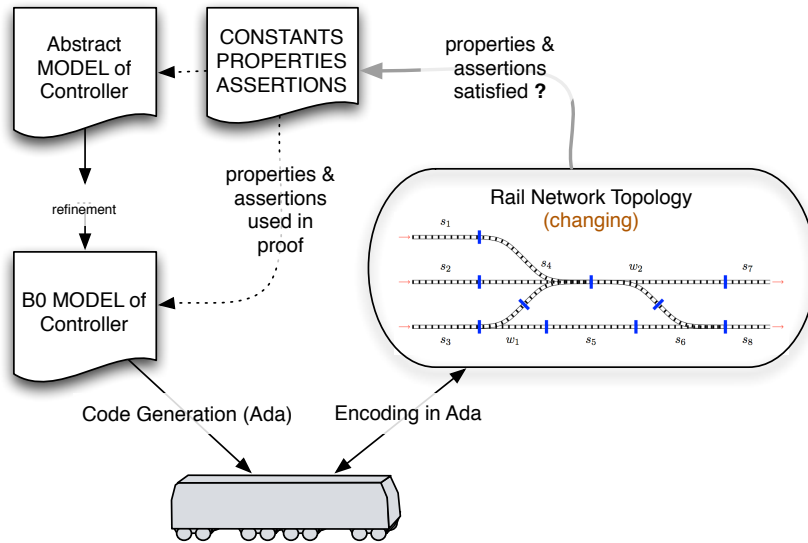 Abstract
MODEL of
Controller
CONSTANTS
PROPERTIES
ASSERTIONS
properties &
assertions
satisfied ?
refinement
properties &
assertions
used in
proof
B0 MODEL of
Controller
Rail Network Topology
(changing)
s1
s2
s4
w2
s7
s3
w1
s5
s6
s8
Code Generation (Ada)
Encoding in Ada